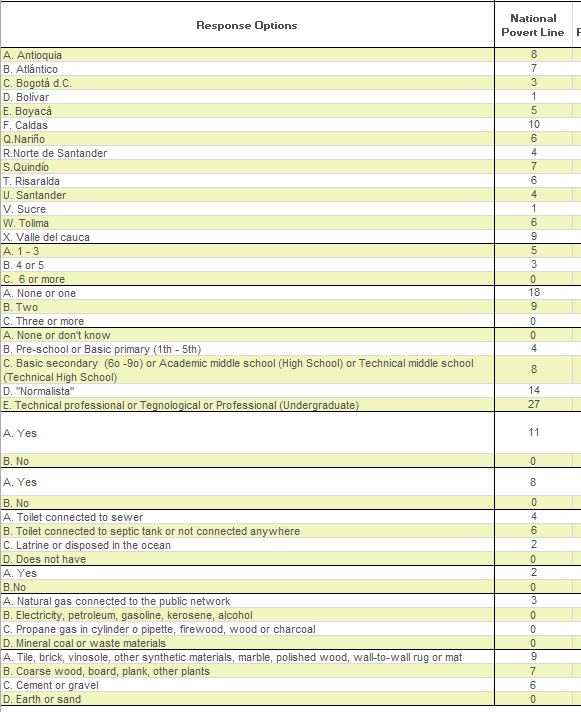 Response Options National
Povert Line
A. Antioquia 8
B. Atlántico 7
C. Bogotá d.C. 3
D. Bolívar 1
E. Boyacá 5
F. Caldas 10
Q.Nariño 6
R.Norte de Santander 4
S.Quindío 7
T. Risaralda 6
U. Santander 4
V. Sucre 1
W. Tolima 6
X. Valle del cauca 9
A. 1 - 3 5
B. 4 or 5 3
C. 6 or more 0
A. None or one 18
B. Two 9
C. Three or more 0
A. None or don't know 0
B. Pre-school or Basic primary (1th - 5th) 4
C. Basic secondary (6o -9o) or Academic middle school (High School) or Technical middle school
(Technical High School) 8
D. "Normalista" 14
E. Technical professional or Tegnological or Professional (Undergraduate) 27
A. Yes 11
B. No 0
A. Yes 8
B. No 0
A. Toilet connected to sewer 4
B. Toilet connected to septic tank or not connected anywhere 6
C. Latrine or disposed in the ocean 2
D. Does not have 0
A. Yes 2
B.No 0
A. Natural gas connected to the public network 3
B. Electricity, petroleum, gasoline, kerosene, alcohol 0
C. Propane gas in cylinder o pipette, firewood, wood or charcoal 0
D. Mineral coal or waste materials 0
A. Tile, brick, vinosole, other synthetic materials, marble, polished wood, wall-to-wall rug or mat 9
B. Coarse wood, board, plank, other plants 7
C. Cement or gravel 6
D. Earth or sand 0